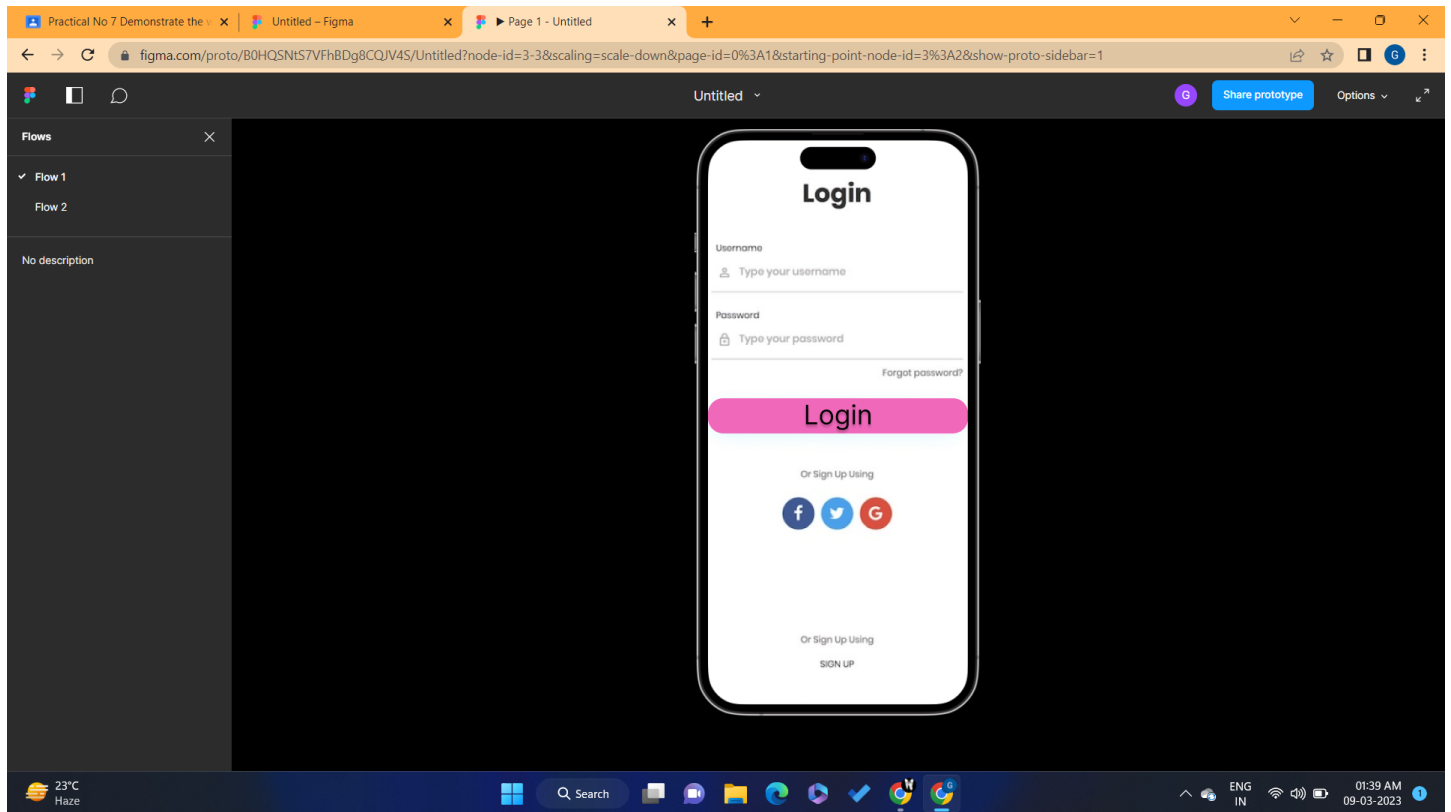 Practical No 7 Demonstrate the
Untitled – Figma
Page 1 - Untitled
figma.com/proto/B0HQSNtS7VFhBDg8CQJV4S/Untitled?node-id=3-3&scaling=scale-down&page-id=0%3A1&starting-point-node-id=3%3A2&show-proto-sidebar=1
G
Untitled
G
Share prototype
Options
Flows
Flow 1
Flow 2
No description
Login
Username
Type your username
Password
Type your password
Forgot password?
Login
Or Sign Up Using
f
G
Or Sign Up Using
SIGN UP
23°C
Haze
Search
W
G
ENG
IN
01:39 AM
09-03-2023
1